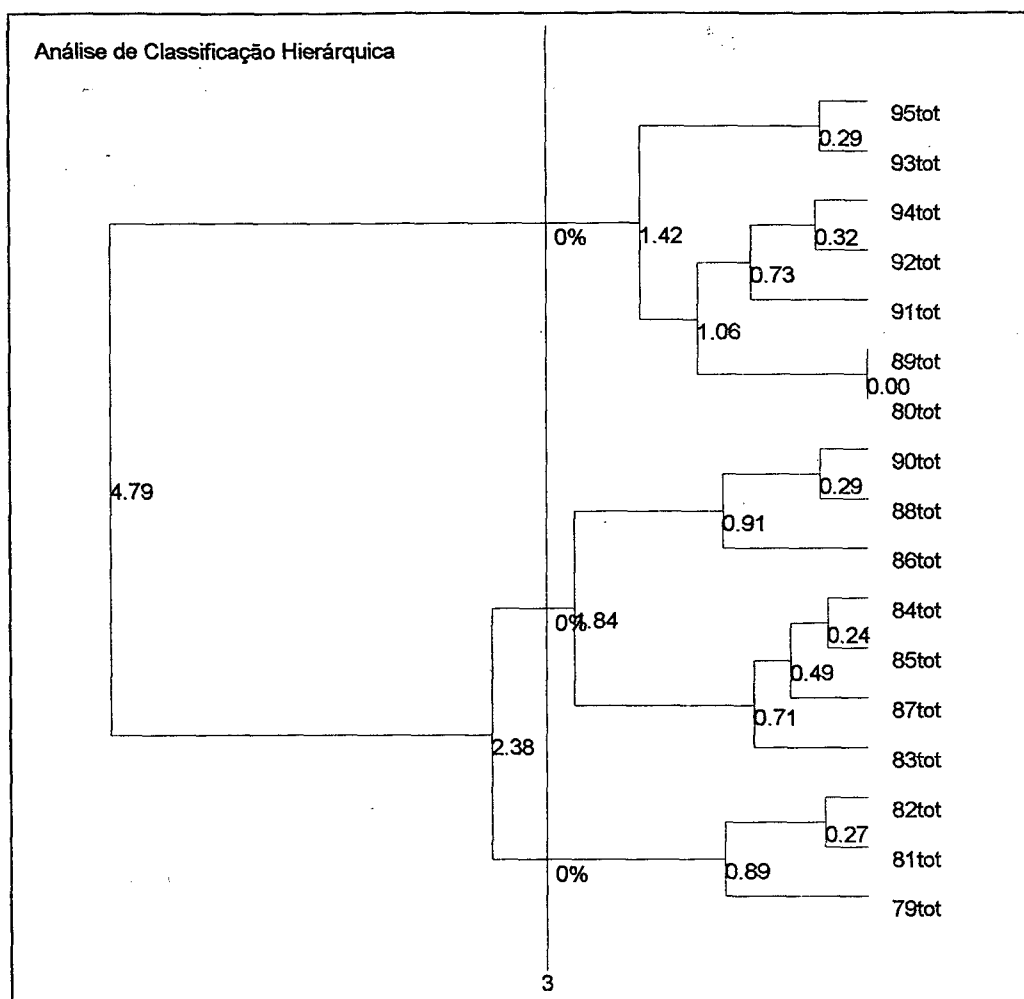 Análise de Classificação Hierárquica
95tot
0.29
93tot
94tot
0% 1.42 0.32
92tot
0.73
91tot
1.06
89tot
0.00
80tot
90tot
4.79 0.29
88tot
0.91
86tot
84tot
0% 1.84 0.24
85tot
0.49
87tot
0.71
2.38
83tot
82tot
0.27
81tot
0% 0.89
79tot
3